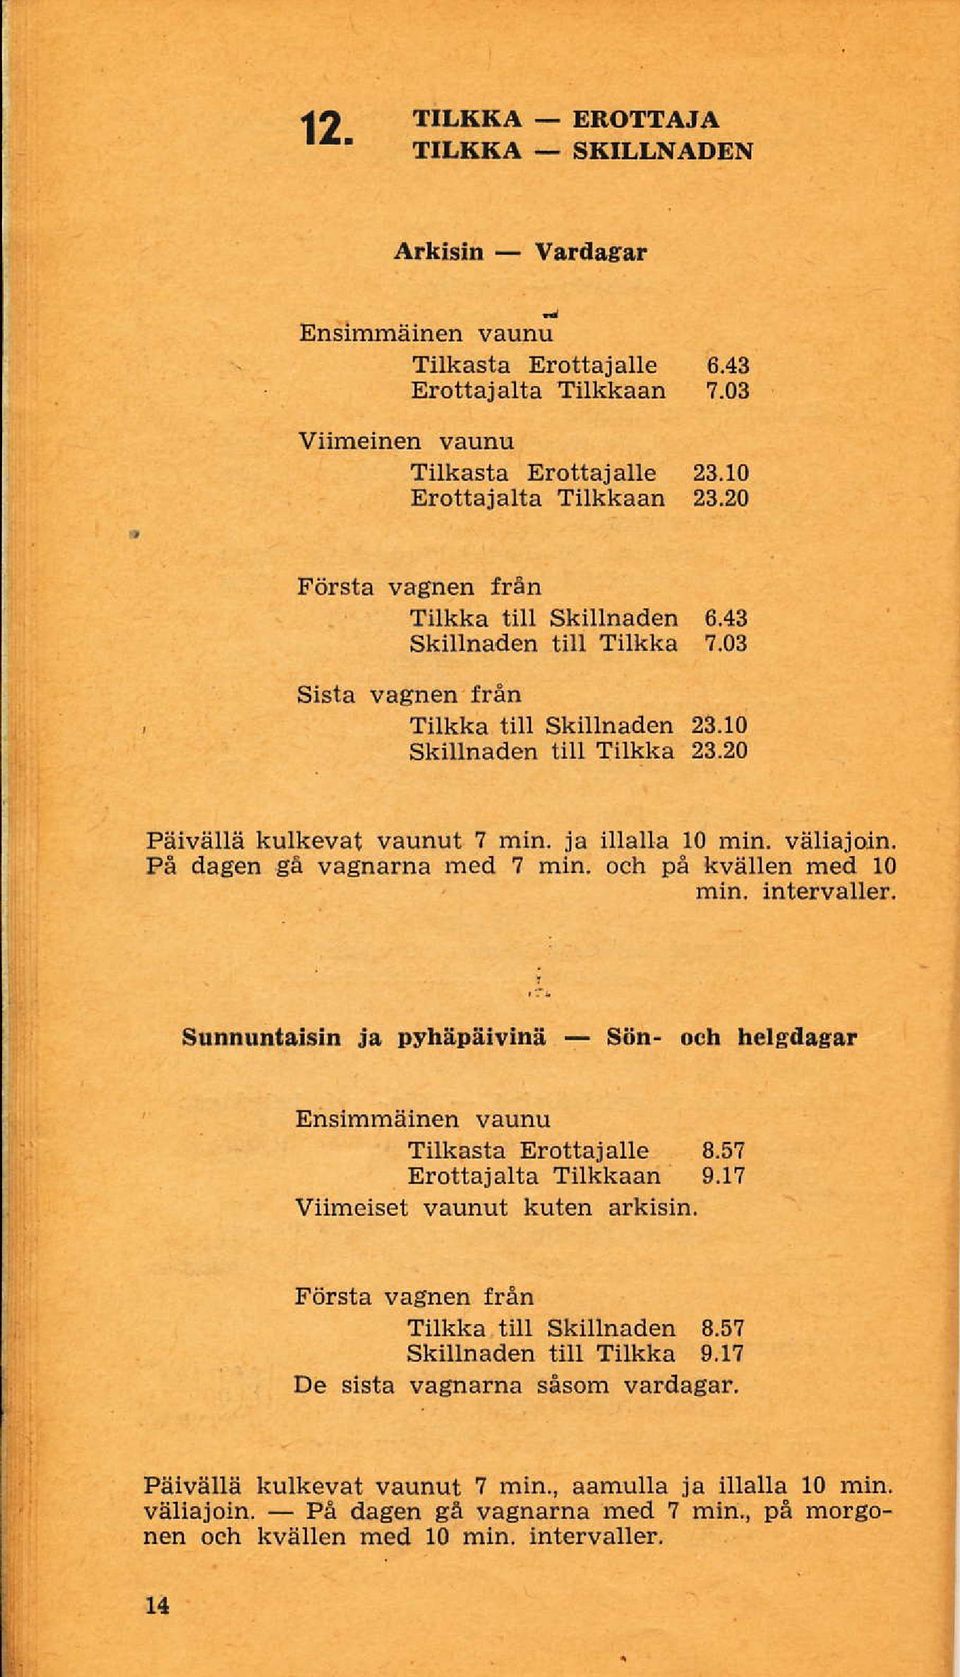 12. TILKKA — EROTTAJA
TILKKA — SKILLNADEN
Arkisin — Vardagar
Ensimmäinen vaunu
Tilkasta Erottajalle 6.43
Erottajalta Tilkkaan 7.03
Viimeinen vaunu
Tilkasta Erottajalle 23.10
Erottajalta Tilkkaan 23.20
Första vagnen från
Tilkka till Skillnaden 6.43
Skillnaden till Tilkka 7.03
Sista vagnen från
Tilkka till Skillnaden 23.10
Skillnaden till Tilkka 23.20
Päivällä kulkevat vaunut 7 min. ja illalla 10 min. väliajoin.
På dagen gå vagnarna med 7 min. och på kvällen med 10
min. intervaller.
Sunnuntaisin ja pyhäpäivinä — Sön- och helgdagar
Ensimmäinen vaunu
Tilkasta Erottajalle 8.57
Erottajalta Tilkkaan 9.17
Viimeiset vaunut kuten arkisin.
Första vagnen från
Tilkka till Skillnaden 8.57
Skillnaden till Tilkka 9.17
De sista vagnarna såsom vardagar.
Päivällä kulkevat vaunut 7 min., aamulla ja illalla 10 min.
väliajoin. — På dagen gå vagnarna med 7 min., på morgo-
nen och kvällen med 10 min. intervaller.
14